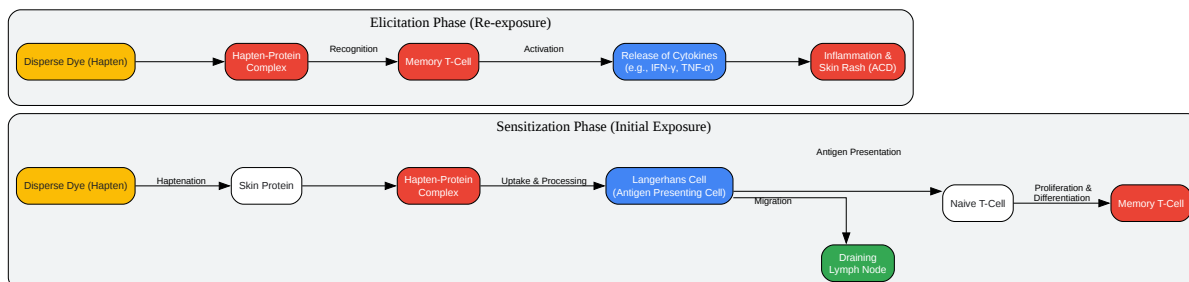 Elicitation Phase (Re-exposure)
Disperse Dye (Hapten)
Hapten-Protein
Complex
Recognition
Memory T-Cell
Activation
Release of Cytokines
(e.g., IFN-γ, TNF-α)
Inflammation &
Skin Rash (ACD)
Sensitization Phase (Initial Exposure)
Disperse Dye (Hapten)
Haptenation
Skin Protein
Hapten-Protein
Complex
Uptake & Processing
Langerhans Cell
(Antigen Presenting Cell)
Antigen Presentation
Migration
Draining
Lymph Node
Naive T-Cell
Proliferation &
Differentiation
Memory T-Cell